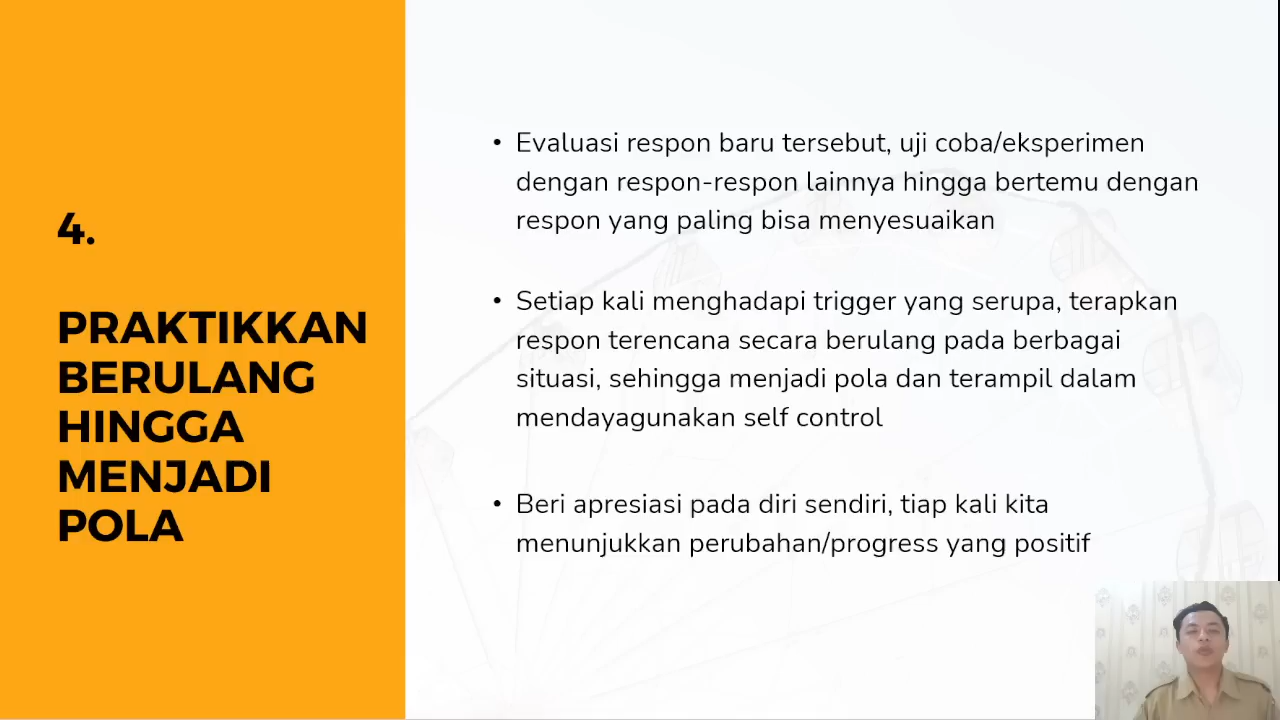 4.
PRAKTIKKAN
BERULANG
HINGGA
MENJADI
POLA
• Evaluasi respon baru tersebut, uji coba/eksperimen
dengan respon-respon lainnya hingga bertemu dengan
respon yang paling bisa menyesuaikan
• Setiap kali menghadapi trigger yang serupa, terapkan
respon terencana secara berulang pada berbagai
situasi, sehingga menjadi pola dan terampil dalam
mendayagunakan self control
• Beri apresiasi pada diri sendiri, tiap kali kita
menunjukkan perubahan/progress yang positif